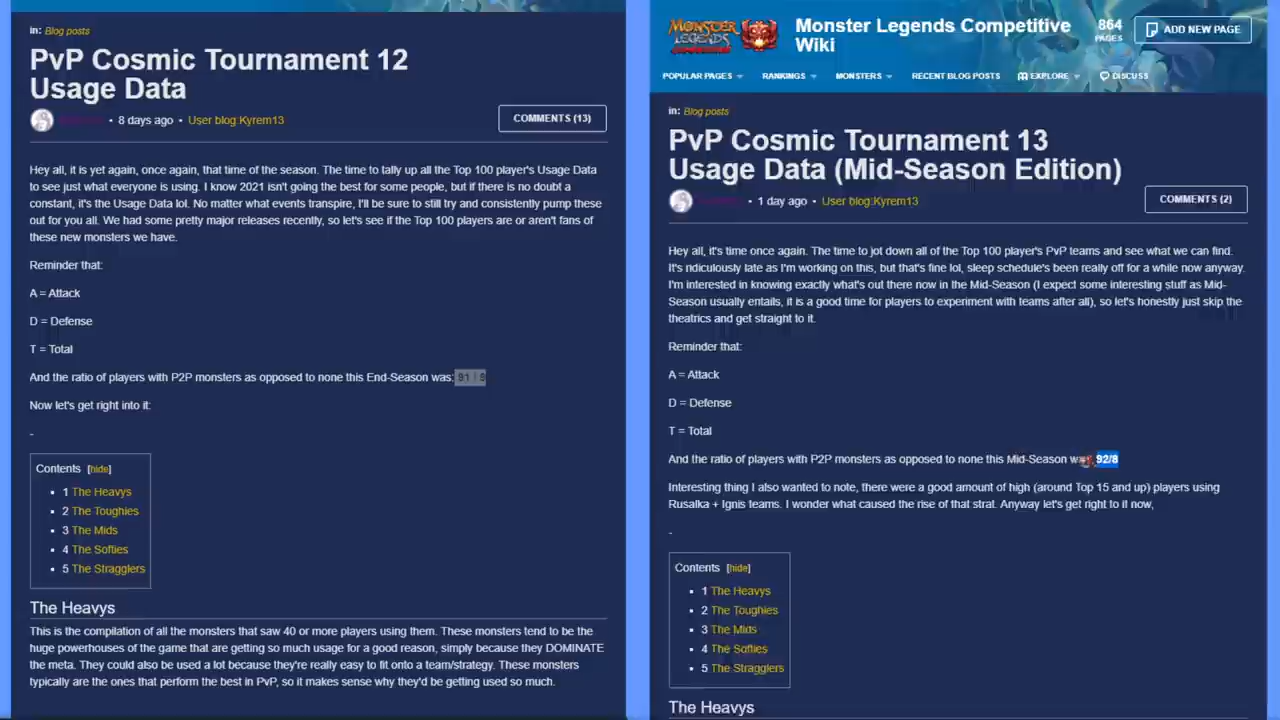 in: Blog posts
PvP Cosmic Tournament 12
Usage Data
• 8 days ago • User blog:Kyrem13
COMMENTS (13)
Hey all, it is yet again, once again, that time of the season. The time to tally up all the Top 100 player's Usage Data
to see just what everyone is using. I know 2021 isn't going the best for some people, but if there is no doubt a
constant, it's the Usage Data lol. No matter what events transpire, I'll be sure to still try and consistently pump these
out for you all. We had some pretty major releases recently, so let's see if the Top 100 players are or aren't fans of
these new monsters we have.
Reminder that:
A = Attack
D = Defense
T = Total
And the ratio of players with P2P monsters as opposed to none this End-Season was: 91 / 9
Now let's get right into it:
-
Contents [hide]
1 The Heavys
2 The Toughies
3 The Mids
4 The Softies
5 The Stragglers
The Heavys
This is the compilation of all the monsters that saw 40 or more players using them. These monsters tend to be the
huge powerhouses of the game that are getting so much usage for a good reason, simply because they DOMINATE
the meta. They could also be used a lot because they're really easy to fit onto a team/strategy. These monsters
typically are the ones that perform the best in PvP, so it makes sense why they'd be getting used so much.
MONSTER
LEGENDS
Monster Legends Competitive
Wiki
864
PAGES
ADD NEW PAGE
POPULAR PAGES
RANKINGS
MONSTERS
RECENT BLOG POSTS
EXPLORE
DISCUSS
in: Blog posts
PvP Cosmic Tournament 13
Usage Data (Mid-Season Edition)
• 1 day ago • User blog:Kyrem13
COMMENTS (2)
Hey all, it's time once again. The time to jot down all of the Top 100 player's PvP teams and see what we can find.
It's ridiculously late as I'm working on this, but that's fine lol, sleep schedule's been really off for a while now anyway.
I'm interested in knowing exactly what's out there now in the Mid-Season (I expect some interesting stuff as Mid-
Season usually entails, it is a good time for players to experiment with teams after all), so let's honestly just skip the
theatrics and get straight to it.
Reminder that:
A = Attack
D = Defense
T = Total
And the ratio of players with P2P monsters as opposed to none this Mid-Season 92/8
Interesting thing I also wanted to note, there were a good amount of high (around Top 15 and up) players using
Rusalka + Ignis teams. I wonder what caused the rise of that strat. Anyway let's get right to it now,
-
Contents [hide]
1 The Heavys
2 The Toughies
3 The Mids
4 The Softies
5 The Stragglers
The Heavys